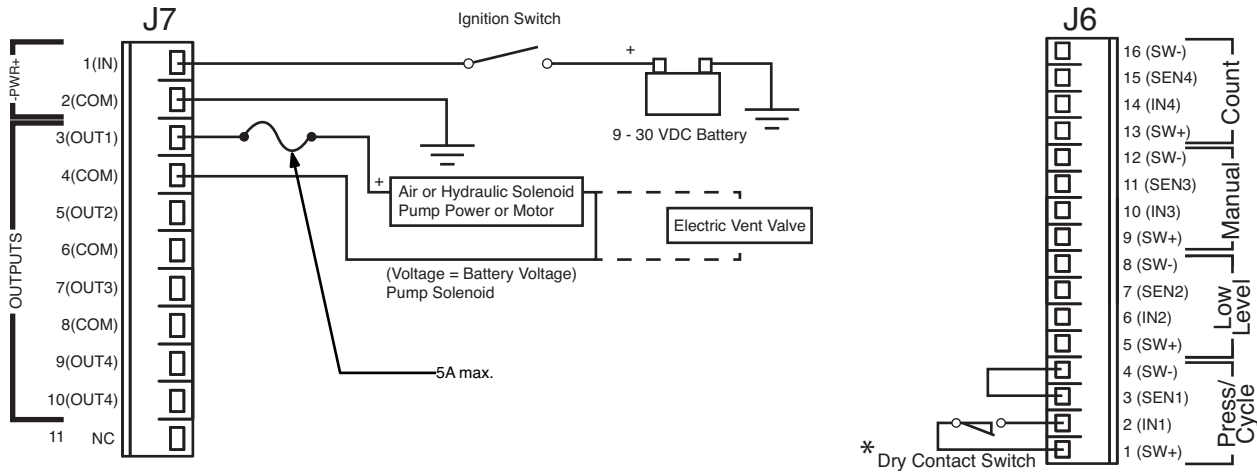 J7
Ignition Switch
-PWR+
1(IN)
2(COM)
OUTPUTS
3(OUT1)
4(COM)
5(OUT2)
6(COM)
7(OUT3)
8(COM)
9(OUT4)
10(OUT4)
11 NC
+
9 - 30 VDC Battery
+
Air or Hydraulic Solenoid
Pump Power or Motor
Electric Vent Valve
(Voltage = Battery Voltage)
Pump Solenoid
5A max.
J6
16 (SW-)
15 (SEN4)
14 (IN4)
13 (SW+)
Count
12 (SW-)
11 (SEN3)
10 (IN3)
9 (SW+)
Manual
8 (SW-)
7 (SEN2)
6 (IN2)
5 (SW+)
Low
Level
4 (SW-)
3 (SEN1)
2 (IN1)
1 (SW+)
Press/
Cycle
* Dry Contact Switch